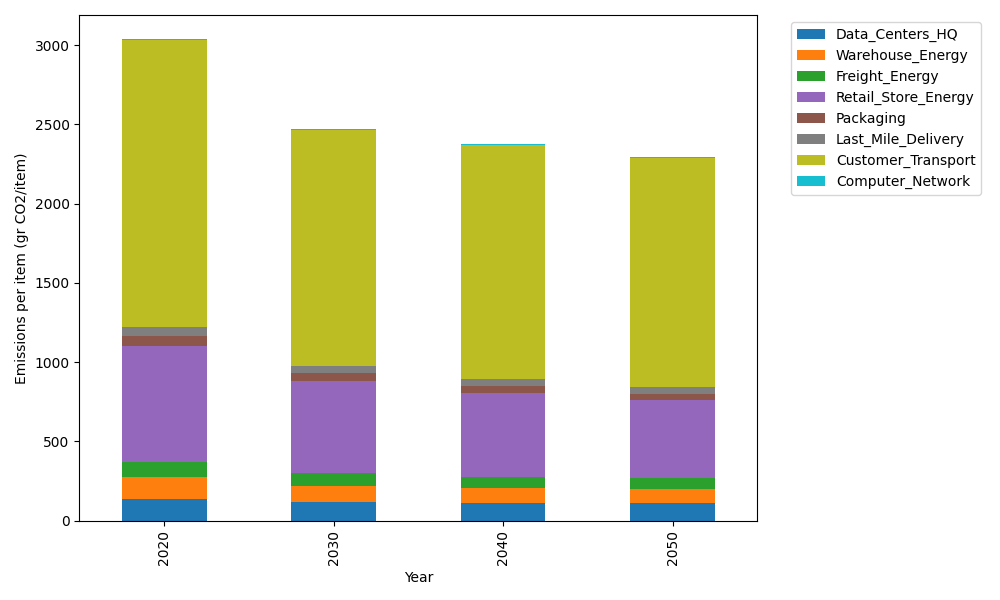 Emissions per item (gr CO2/item)
3000
2500
2000
1500
1000
500
0
2020
2030
2040
2050
Year
Data_Centers_HQ
Warehouse_Energy
Freight_Energy
Retail_Store_Energy
Packaging
Last_Mile_Delivery
Customer_Transport
Computer_Network